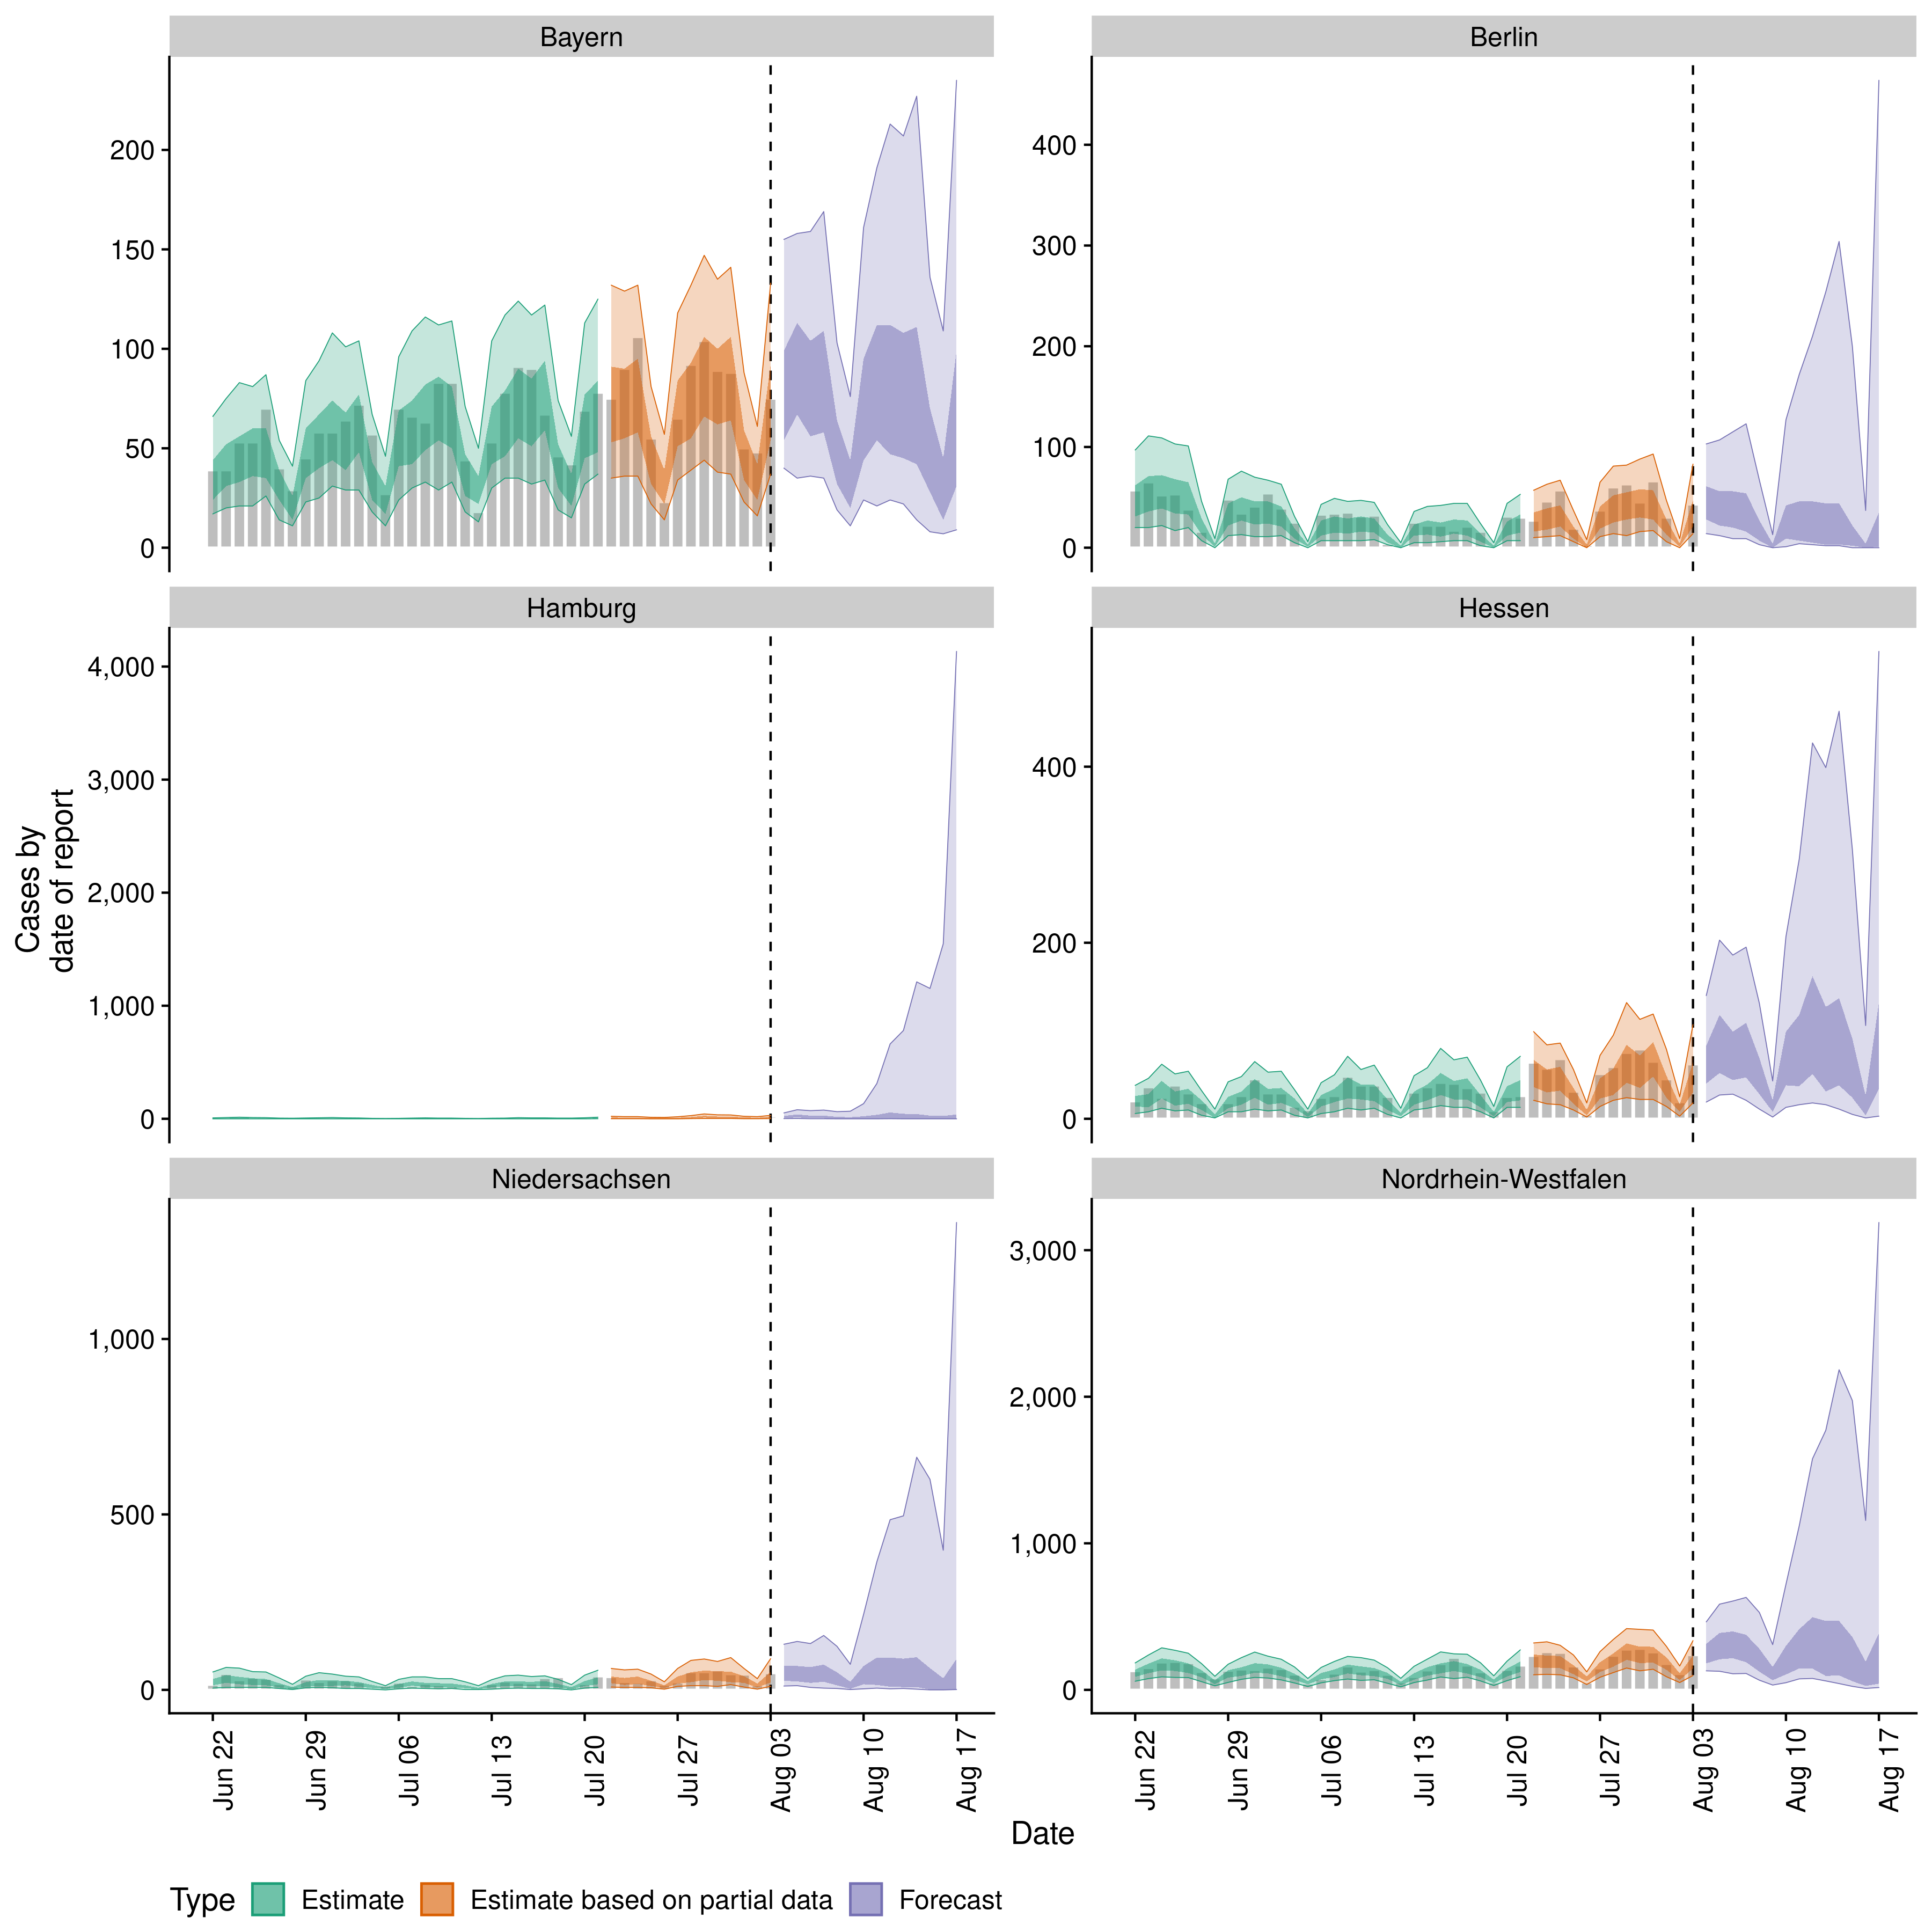 Bayern
Berlin
200
150
100
50
0
400
300
200
100
0
Hamburg
Hessen
4,000
3,000
2,000
1,000
0
400
200
0
Cases by
date of report
Niedersachsen
Nordrhein-Westfalen
1,000
500
0
3,000
2,000
1,000
0
Jun 22
Jun 29
Jul 06
Jul 13
Jul 20
Jul 27
Aug 03
Aug 10
Aug 17
Jun 22
Jun 29
Jul 06
Jul 13
Jul 20
Jul 27
Aug 03
Aug 10
Aug 17
Date
Type Estimate Estimate based on partial data Forecast